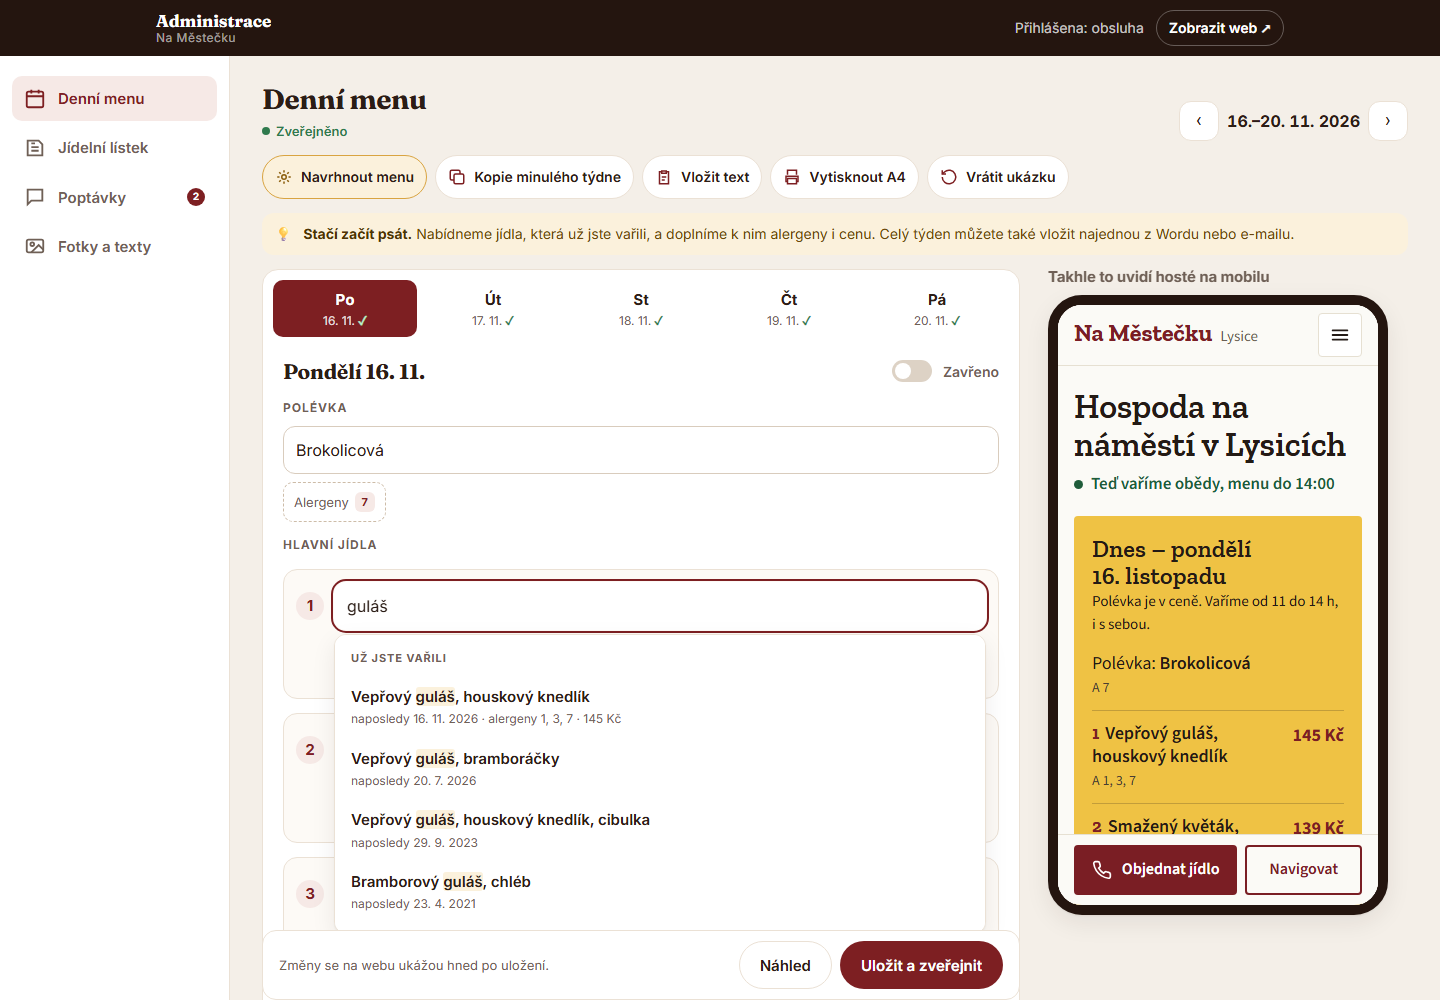 Administrace
Na Městečku
Přihlášena: obsluha
Zobrazit web ↗
Denní menu
Jídelní lístek
Poptávky
2
Fotky a texty
Denní menu
Zveřejněno
‹
16.–20. 11. 2026
›
Navrhnout menu
Kopie minulého týdne
Vložit text
Vytisknout A4
Vrátit ukázku
Stačí začít psát. Nabídneme jídla, která už jste vařili, a doplníme k nim alergeny i cenu. Celý týden můžete také vložit najednou z Wordu nebo e-mailu.
Po
16. 11. ✓
Út
17. 11. ✓
St
18. 11. ✓
Čt
19. 11. ✓
Pá
20. 11. ✓
Pondělí 16. 11.
Zavřeno
POLÉVKA
Brokolicová
Alergeny 7
HLAVNÍ JÍDLA
1
guláš
UŽ JSTE VAŘILI
Vepřový guláš, houskový knedlík
naposledy 16. 11. 2026 · alergeny 1, 3, 7 · 145 Kč
2
Vepřový guláš, bramboráčky
naposledy 20. 7. 2026
Vepřový guláš, houskový knedlík, cibulka
naposledy 29. 9. 2023
3
Bramborový guláš, chléb
naposledy 23. 4. 2021
Změny se na webu ukážou hned po uložení.
Náhled
Uložit a zveřejnit
Takhle to uvidí hosté na mobilu
Na Městečku Lysice
Hospoda na
náměstí v Lysicích
Teď vaříme obědy, menu do 14:00
Dnes – pondělí
16. listopadu
Polévka je v ceně. Vaříme od 11 do 14 h,
i s sebou.
Polévka: Brokolicová
A 7
1 Vepřový guláš,
houskový knedlík
145 Kč
A 1, 3, 7
2 Smažený květák,
139 Kč
Objednat jídlo
Navigovat